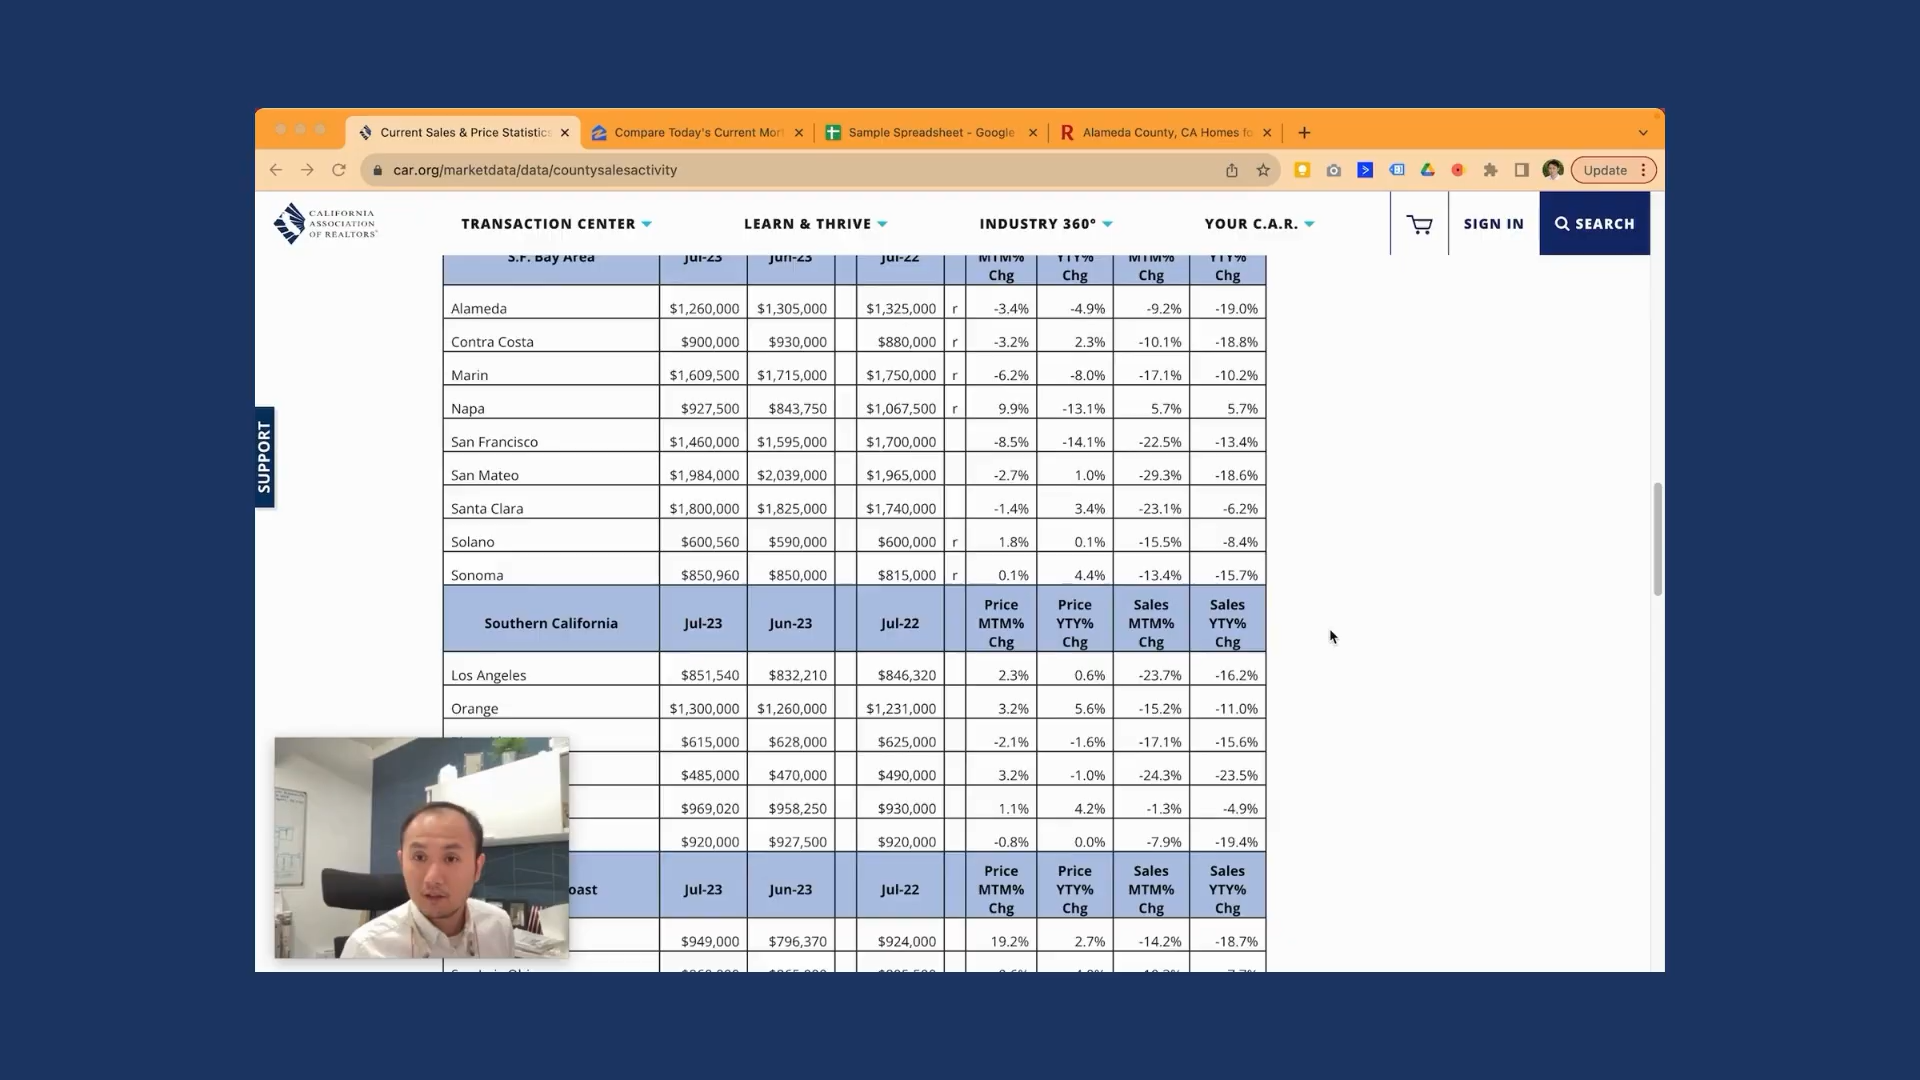 Current Sales & Price Statistics
Compare Today's Current Mor
Sample Spreadsheet - Google
Alameda County, CA Homes fo
car.org/marketdata/data/countysalesactivity
Update
CALIFORNIA
ASSOCIATION
OF REALTORS®
TRANSACTION CENTER
LEARN & THRIVE
INDUSTRY 360°
YOUR C.A.R.
SIGN IN
SEARCH
SUPPORT
S.F. Bay Area Jul-23 Jun-23 Jul-22 MTM% Chg YTY% Chg MTM% Chg YTY% Chg
Alameda $1,260,000 $1,305,000 $1,325,000 r -3.4% -4.9% -9.2% -19.0%
Contra Costa $900,000 $930,000 $880,000 r -3.2% 2.3% -10.1% -18.8%
Marin $1,609,500 $1,715,000 $1,750,000 r -6.2% -8.0% -17.1% -10.2%
Napa $927,500 $843,750 $1,067,500 r 9.9% -13.1% 5.7% 5.7%
San Francisco $1,460,000 $1,595,000 $1,700,000 -8.5% -14.1% -22.5% -13.4%
San Mateo $1,984,000 $2,039,000 $1,965,000 -2.7% 1.0% -29.3% -18.6%
Santa Clara $1,800,000 $1,825,000 $1,740,000 -1.4% 3.4% -23.1% -6.2%
Solano $600,560 $590,000 $600,000 r 1.8% 0.1% -15.5% -8.4%
Sonoma $850,960 $850,000 $815,000 r 0.1% 4.4% -13.4% -15.7%
Southern California Jul-23 Jun-23 Jul-22 Price MTM% Chg Price YTY% Chg Sales MTM% Chg Sales YTY% Chg
Los Angeles $851,540 $832,210 $846,320 2.3% 0.6% -23.7% -16.2%
Orange $1,300,000 $1,260,000 $1,231,000 3.2% 5.6% -15.2% -11.0%
$615,000 $628,000 $625,000 -2.1% -1.6% -17.1% -15.6%
$485,000 $470,000 $490,000 3.2% -1.0% -24.3% -23.5%
$969,020 $958,250 $930,000 1.1% 4.2% -1.3% -4.9%
$920,000 $927,500 $920,000 -0.8% 0.0% -7.9% -19.4%
oast Jul-23 Jun-23 Jul-22 Price MTM% Chg Price YTY% Chg Sales MTM% Chg Sales YTY% Chg
$949,000 $796,370 $924,000 19.2% 2.7% -14.2% -18.7%